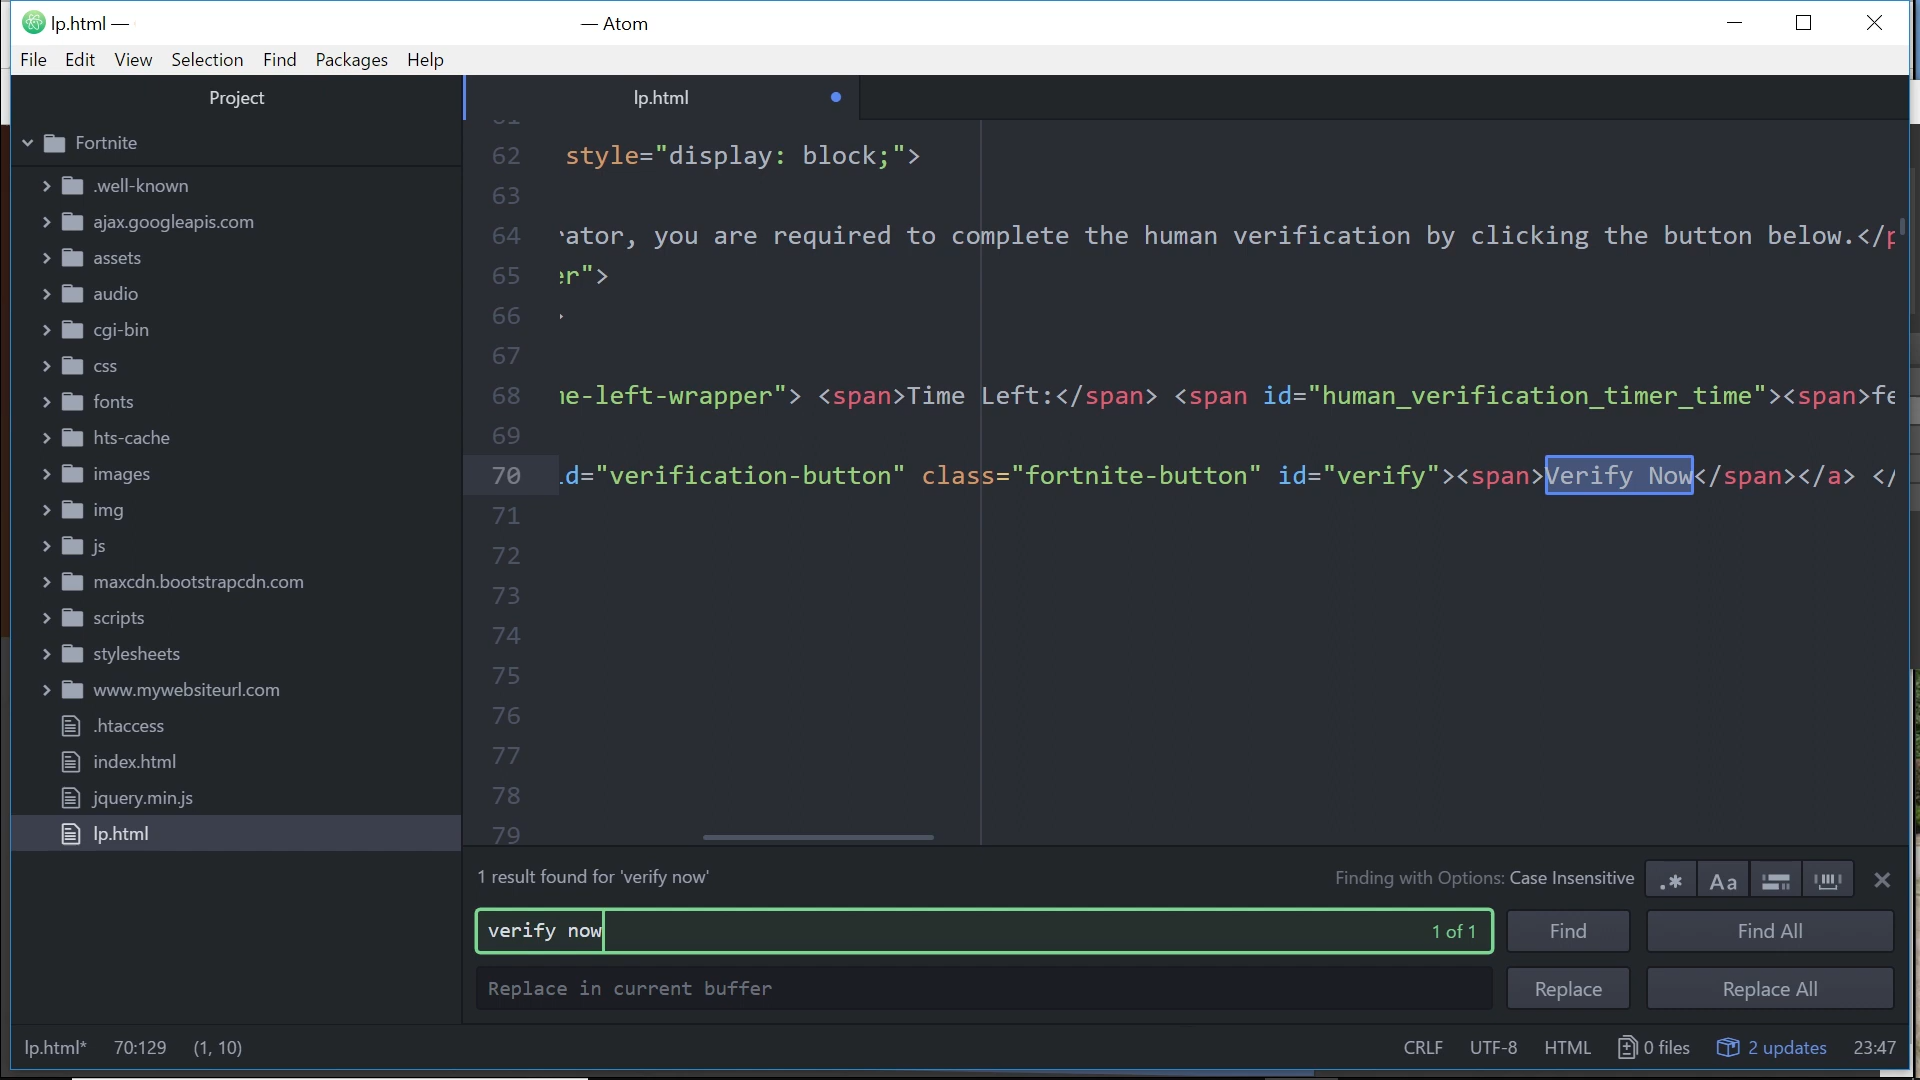 lp.html —
— Atom
File Edit View Selection Find Packages Help
Project
lp.html
Fortnite
.well-known
ajax.googleapis.com
assets
audio
cgi-bin
css
fonts
hts-cache
images
img
js
maxcdn.bootstrapcdn.com
scripts
stylesheets
www.mywebsiteurl.com
.htaccess
index.html
jquery.min.js
lp.html
62 style="display: block;">
63
64 rator, you are required to complete the human verification by clicking the button below.</p
65 er">
66
67
68 me-left-wrapper"> <span>Time Left:</span> <span id="human_verification_timer_time"><span>fe
69
70 id="verification-button" class="fortnite-button" id="verify"><span>Verify Now</span></a> </
71
72
73
74
75
76
77
78
79
1 result found for 'verify now'
Finding with Options: Case Insensitive
.* Aa
verify now 1 of 1
Find Find All
Replace in current buffer
Replace Replace All
lp.html* 70:129 (1, 10)
CRLF UTF-8 HTML 0 files 2 updates 23:47